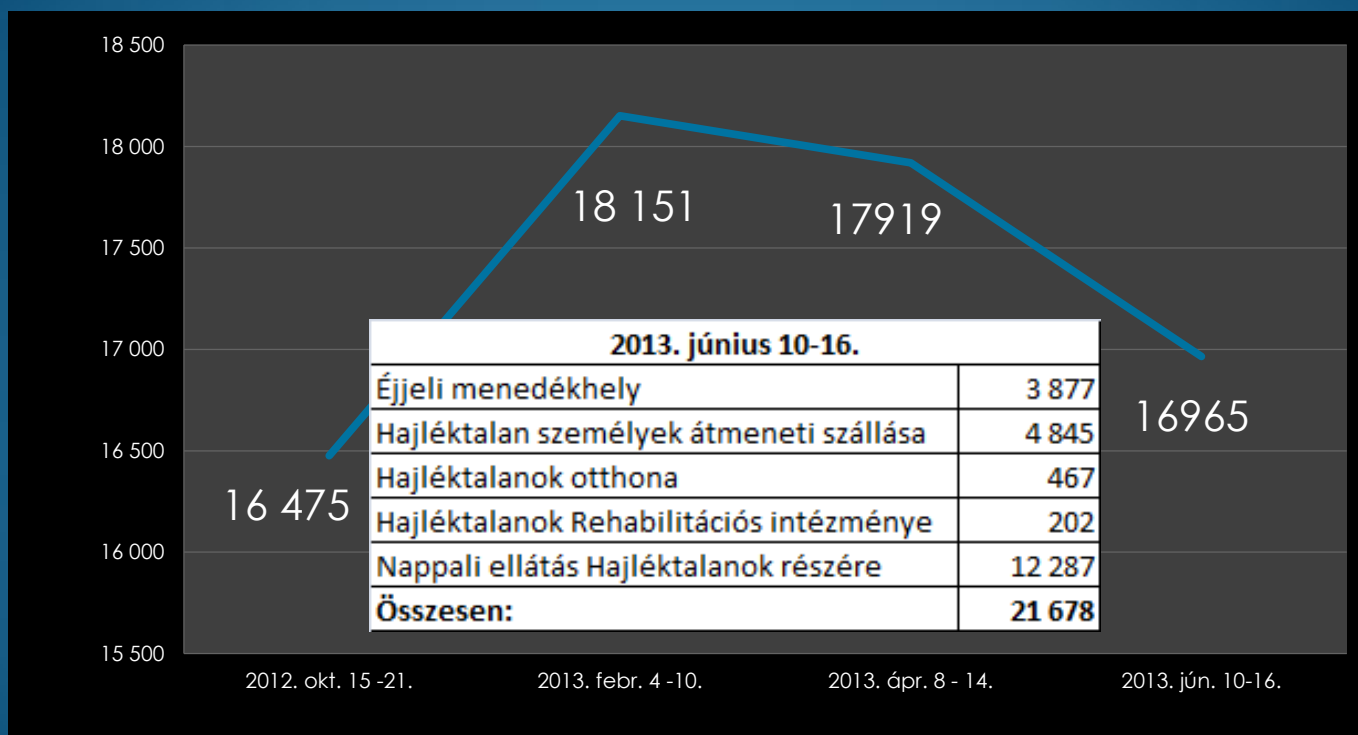 18 500
18 000
17 500
17 000
16 500
16 000
15 500
16 475
18 151
17919
16965
2013. június 10-16.
Éjjeli menedékhely 3 877
Hajléktalan személyek átmeneti szállása 4 845
Hajléktalanok otthona 467
Hajléktalanok Rehabilitációs intézménye 202
Nappali ellátás Hajléktalanok részére 12 287
Összesen: 21 678
2012. okt. 15 -21. 2013. febr. 4 -10. 2013. ápr. 8 - 14. 2013. jún. 10-16.